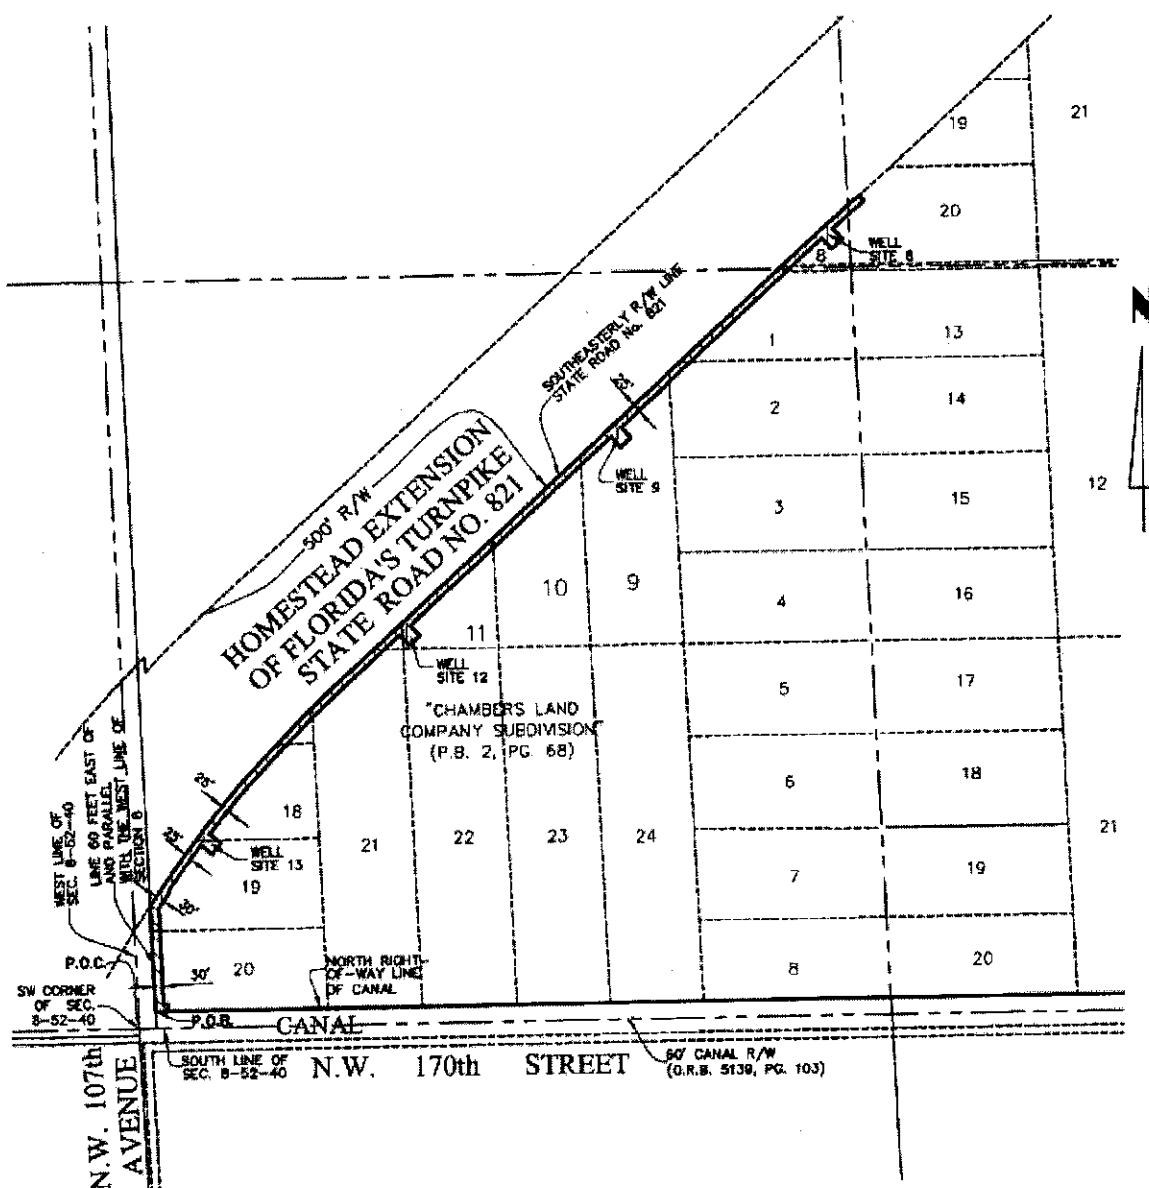 21
19
20
WELL
SITE 8
8
N
SOUTHEASTERLY R/W LINE
STATE ROAD No. 821
1
13
25'
2
14
500' R/W
HOMESTEAD EXTENSION
OF FLORIDA'S TURNPIKE
STATE ROAD NO. 821
WELL
SITE 9
3
15
12
10
9
4
16
11
WELL
SITE 12
5
17
"CHAMBERS LAND
COMPANY SUBDIVISION"
(P.B. 2, PG. 68)
6
18
25'
18
21
22
23
24
21
25'
WELL
SITE 13
7
19
19
WEST LINE OF
SEC. 8-52-40
LINE 60 FEET EAST OF
AND PARALLEL
WITH THE WEST LINE OF
SECTION 8
30'
P.O.C.
30'
20
NORTH RIGHT-
OF-WAY LINE
OF CANAL
8
20
SW CORNER
OF SEC.
8-52-40
P.O.B.
CANAL
SOUTH LINE OF
SEC. 8-52-40
N.W. 170th STREET
60' CANAL R/W
(O.R.B. 5139, PG. 103)
N.W. 107th
AVENUE